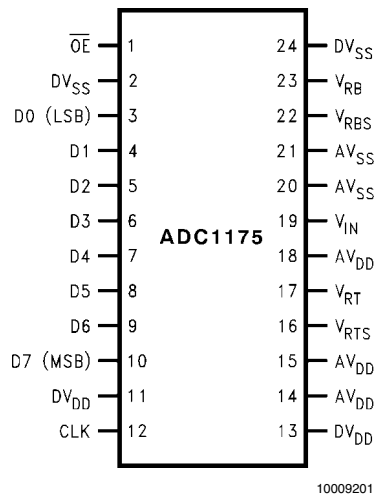 OE 1 24 DVSS
DVSS 2 23 VRB
D0 (LSB) 3 22 VRBS
D1 4 21 AVSS
D2 5 20 AVSS
D3 6 19 VIN
ADC1175
D4 7 18 AVDD
D5 8 17 VRT
D6 9 16 VRTS
D7 (MSB) 10 15 AVDD
DVDD 11 14 AVDD
CLK 12 13 DVDD
10009201